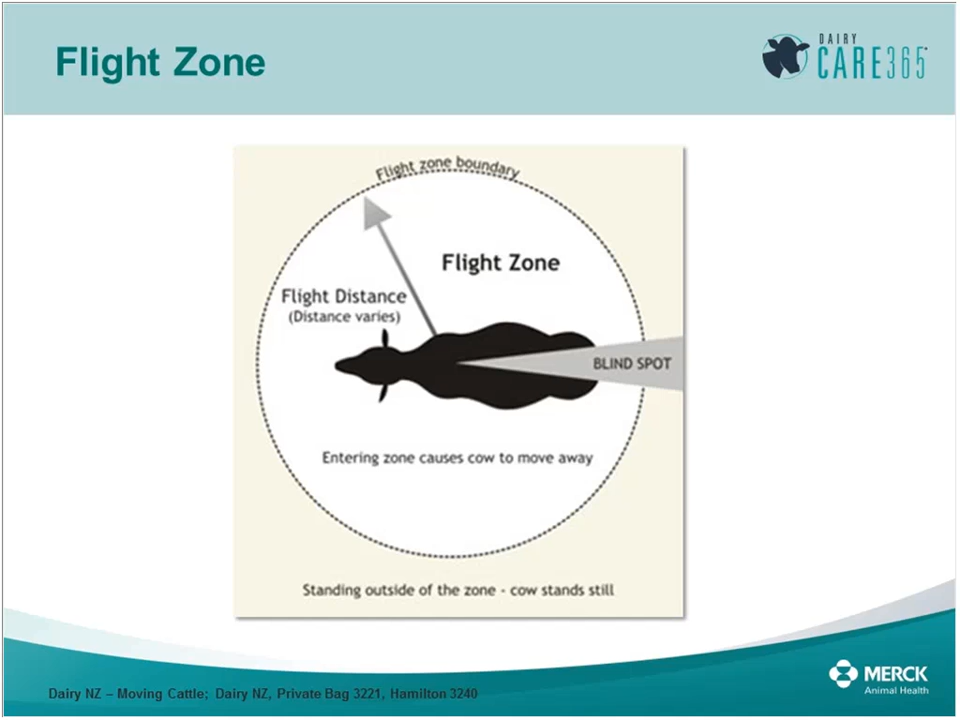 Flight Zone
DAIRY
CARE365™
Flight zone boundary
Flight Zone
Flight Distance
(Distance varies)
BLIND SPOT
Entering zone causes cow to move away
Standing outside of the zone - cow stands still
Dairy NZ – Moving Cattle; Dairy NZ, Private Bag 3221, Hamilton 3240
MERCK
Animal Health